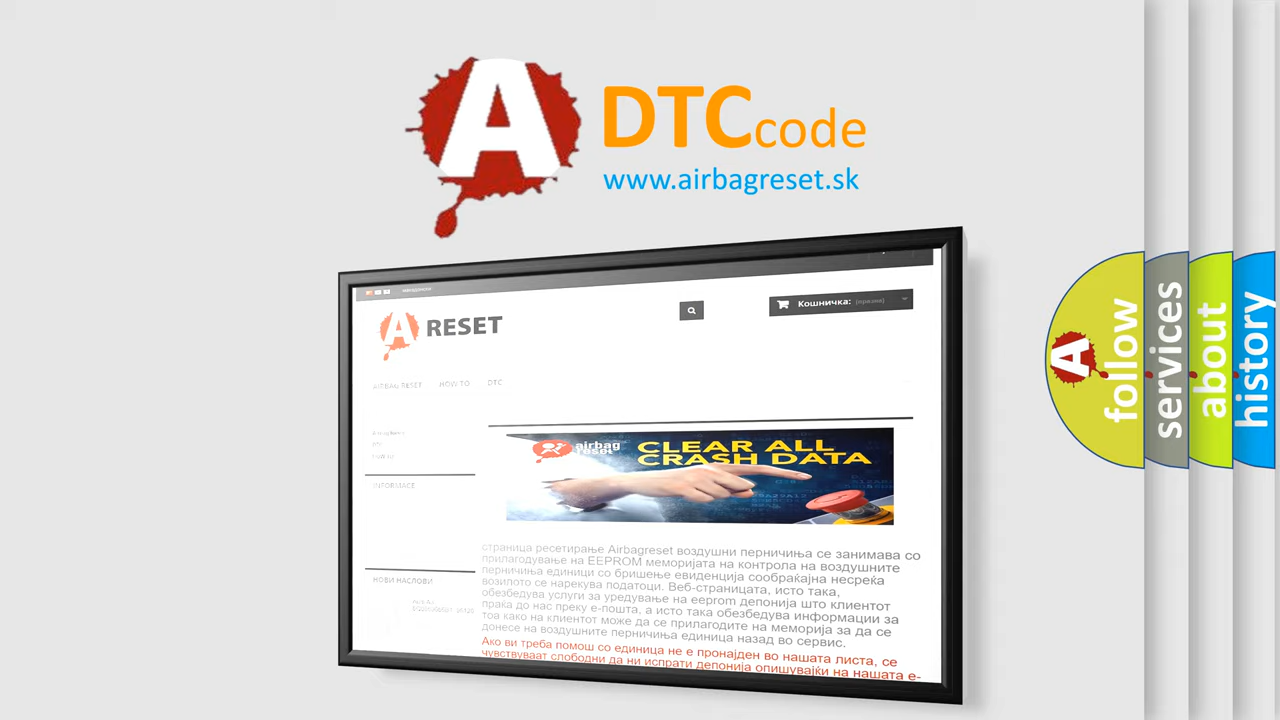 A
DTC code
www.airbagreset.sk
A RESET
Кошничка: (празна)
AIRBAG RESET HOW TO DTC
INFORMACE
НОВИ НАСЛОВИ
airbag
reset
CLEAR ALL
CRASH DATA
страница ресетирање Airbagreset воздушни перничиња се занимава со
прилагодување на EEPROM меморијата на контрола на воздушните
перничиња единици со бришење евиденција сообраќајна несреќа
возилото се нарекува податоци. Веб-страницата, исто така,
обезбедува услуги за уредување на eeprom депонија што клиентот
праќа до нас преку е-пошта, а исто така обезбедува информации за
тоа како на клиентот може да се прилагодите на меморија за да се
донесе на воздушните перничиња единица назад во сервис.
Ако ви треба помош со единица не е пронајден во нашата листа, се
чувствуваат слободни да ни испрати депонија опишувајќи на нашата е-
A
follow
services
about
history